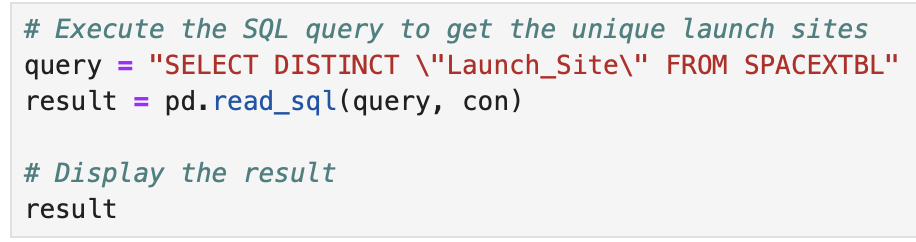 # Execute the SQL query to get the unique launch sites
query = "SELECT DISTINCT \"Launch_Site\" FROM SPACEXTBL"
result = pd.read_sql(query, con)
# Display the result
result